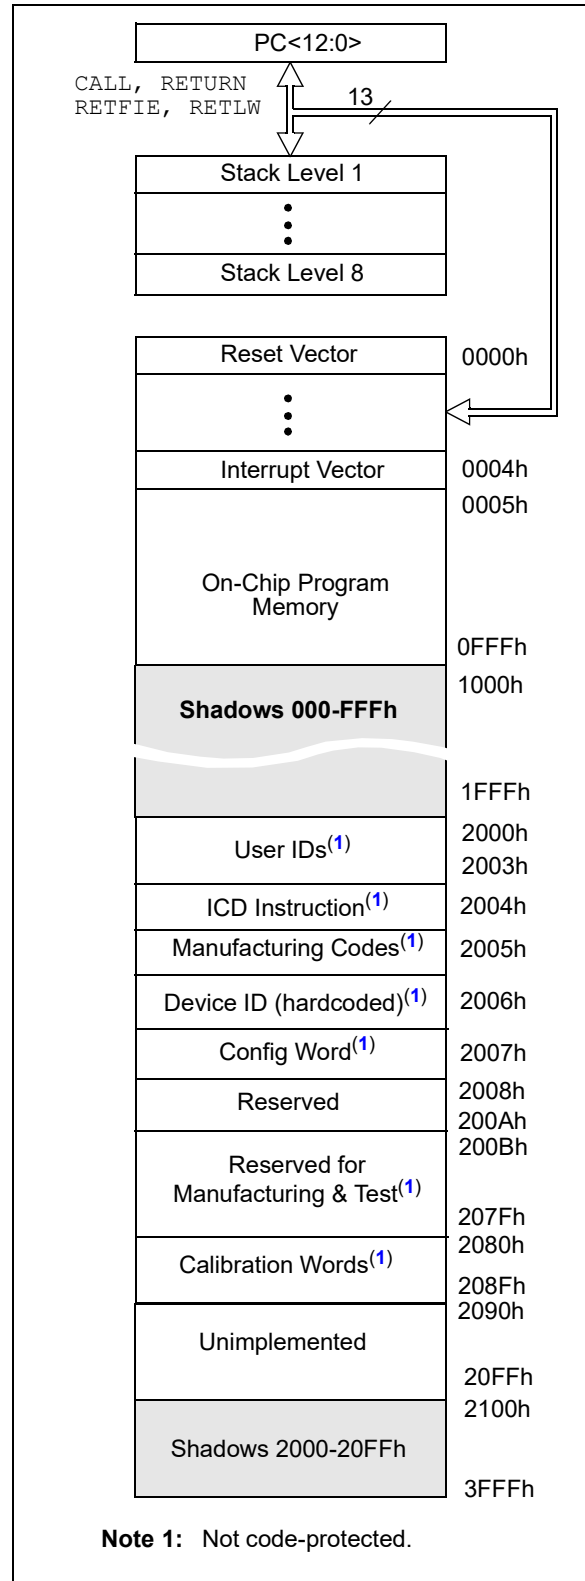 PC<12:0>
CALL, RETURN
RETFIE, RETLW
13
Stack Level 1
Stack Level 8
Reset Vector
0000h
Interrupt Vector
0004h
0005h
On-Chip Program
Memory
0FFFh
1000h
Shadows 000-FFFh
1FFFh
2000h
User IDs(1)
2003h
ICD Instruction(1)
2004h
Manufacturing Codes(1)
2005h
Device ID (hardcoded)(1)
2006h
Config Word(1)
2007h
2008h
Reserved
200Ah
200Bh
Reserved for
Manufacturing & Test(1)
207Fh
2080h
Calibration Words(1)
208Fh
2090h
Unimplemented
20FFh
2100h
Shadows 2000-20FFh
3FFFh
Note 1: Not code-protected.